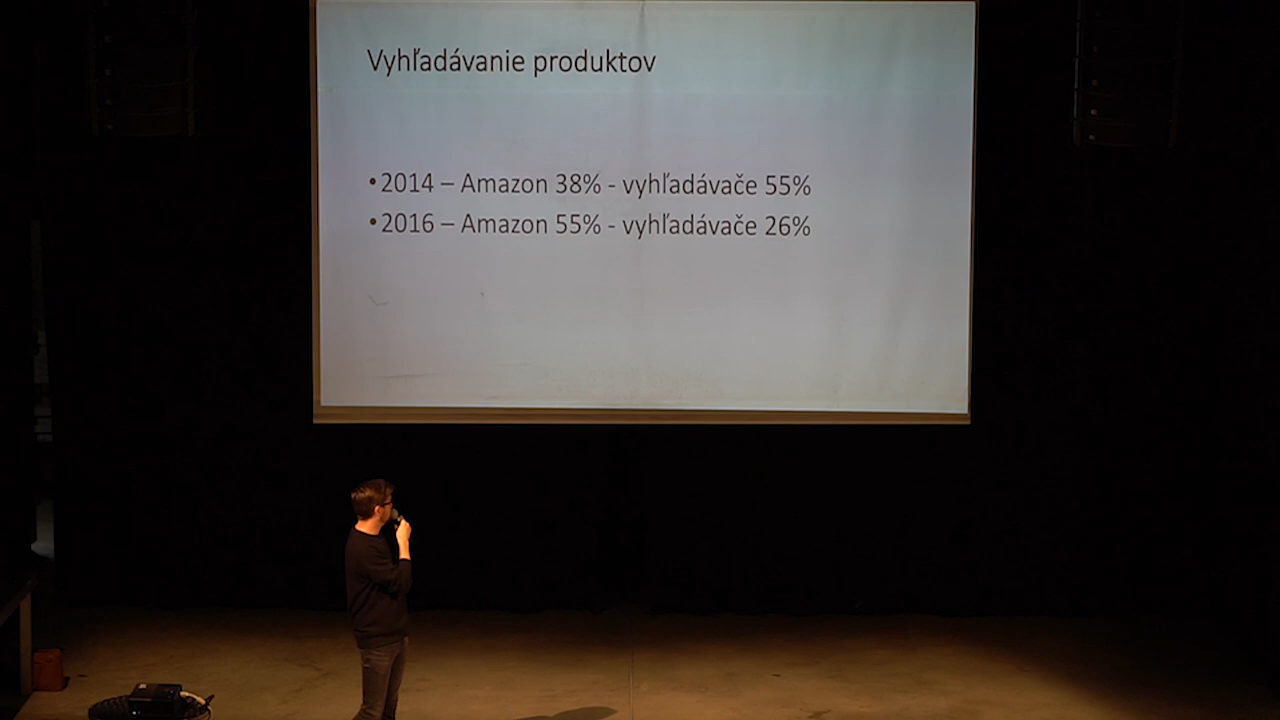 Vyhľadávanie produktov
•2014 – Amazon 38% - vyhľadávače 55%
•2016 – Amazon 55% - vyhľadávače 26%